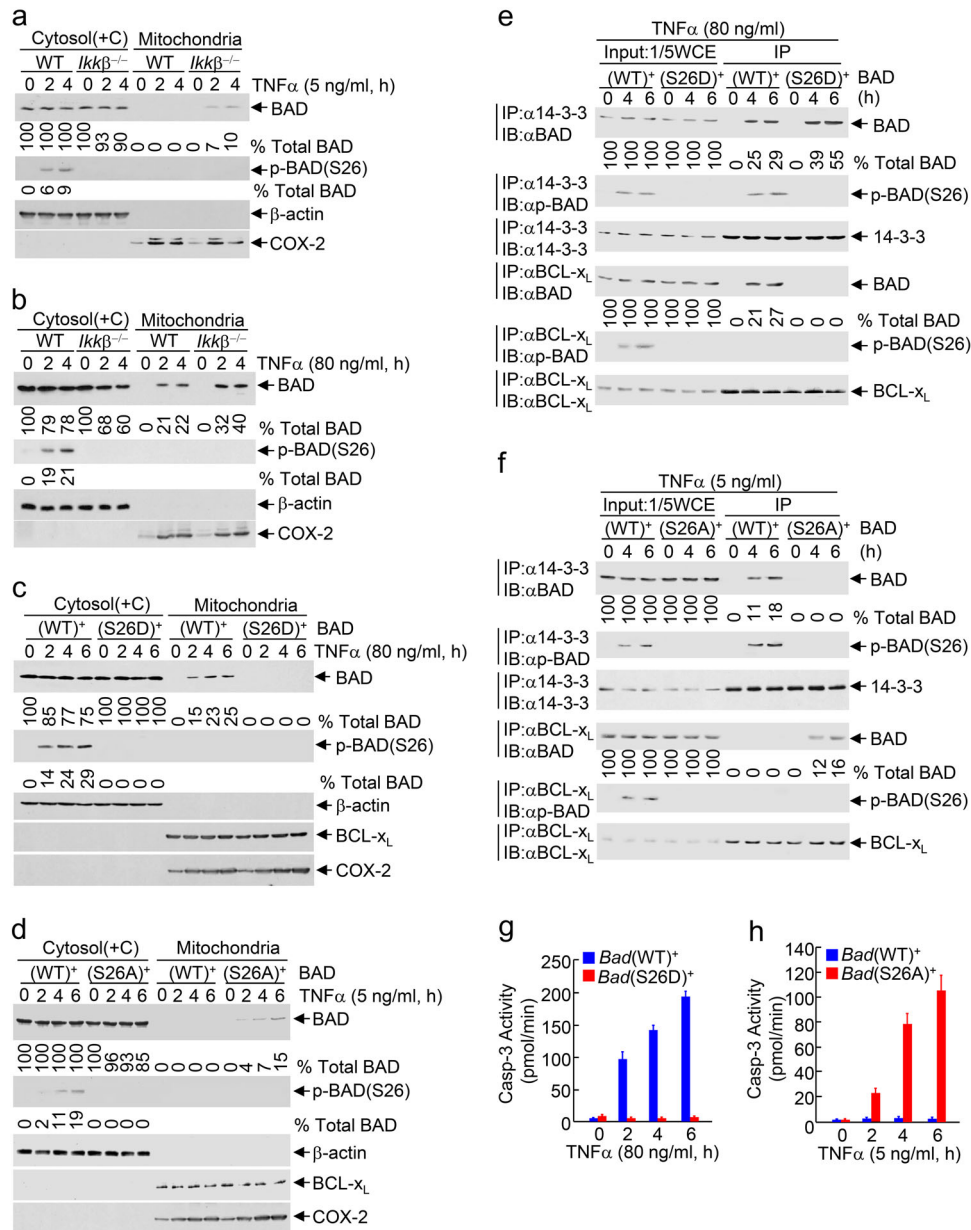 a
Cytosol(+C) Mitochondria
WT Ikkβ−/− WT Ikkβ−/−
0 2 4 0 2 4 0 2 4 0 2 4 TNFα (5 ng/ml, h)
BAD
100 100 100 100 93 90 0 0 0 0 7 10 % Total BAD
p-BAD(S26)
0 6 9 % Total BAD
β-actin
COX-2
b
Cytosol(+C) Mitochondria
WT Ikkβ−/− WT Ikkβ−/−
0 2 4 0 2 4 0 2 4 0 2 4 TNFα (80 ng/ml, h)
BAD
100 79 78 100 68 60 0 21 22 0 32 40 % Total BAD
p-BAD(S26)
0 19 21 % Total BAD
β-actin
COX-2
c
Cytosol(+C) Mitochondria
(WT)+ (S26D)+ (WT)+ (S26D)+ BAD
0 2 4 6 0 2 4 6 0 2 4 6 0 2 4 6 TNFα (80 ng/ml, h)
BAD
100 85 77 75 100 100 100 100 0 15 23 25 0 0 0 0 % Total BAD
p-BAD(S26)
0 14 24 29 0 0 0 0 % Total BAD
β-actin
BCL-xL
COX-2
d
Cytosol(+C) Mitochondria
(WT)+ (S26A)+ (WT)+ (S26A)+ BAD
0 2 4 6 0 2 4 6 0 2 4 6 0 2 4 6 TNFα (5 ng/ml, h)
BAD
100 100 100 100 100 96 93 85 0 0 0 0 0 4 7 15 % Total BAD
p-BAD(S26)
0 2 11 19 0 0 0 0 % Total BAD
β-actin
BCL-xL
COX-2
e
TNFα (80 ng/ml)
Input:1/5WCE IP
(WT)+ (S26D)+ (WT)+ (S26D)+ BAD
0 4 6 0 4 6 0 4 6 0 4 6 (h)
IP:α14-3-3
IB:αBAD
BAD
100 100 100 100 100 100 0 25 29 0 39 55 % Total BAD
IP:α14-3-3
IB:αp-BAD
p-BAD(S26)
IP:α14-3-3
IB:α14-3-3
14-3-3
IP:αBCL-xL
IB:αBAD
BAD
100 100 100 100 100 100 0 21 27 0 0 0 % Total BAD
IP:αBCL-xL
IB:αp-BAD
p-BAD(S26)
IP:αBCL-xL
IB:αBCL-xL
BCL-xL
f
TNFα (5 ng/ml)
Input:1/5WCE IP
(WT)+ (S26A)+ (WT)+ (S26A)+ BAD
0 4 6 0 4 6 0 4 6 0 4 6 (h)
IP:α14-3-3
IB:αBAD
BAD
100 100 100 100 100 100 0 11 18 0 0 0 % Total BAD
IP:α14-3-3
IB:αp-BAD
p-BAD(S26)
IP:α14-3-3
IB:α14-3-3
14-3-3
IP:αBCL-xL
IB:αBAD
BAD
100 100 100 100 100 100 0 0 0 0 12 16 % Total BAD
IP:αBCL-xL
IB:αp-BAD
p-BAD(S26)
IP:αBCL-xL
IB:αBCL-xL
BCL-xL
g
Bad(WT)+
Bad(S26D)+
Casp-3 Activity
(pmol/min)
250
200
150
100
50
0
0 2 4 6
TNFα (80 ng/ml, h)
h
Bad(WT)+
Bad(S26A)+
Casp-3 Activity
(pmol/min)
140
120
100
80
60
40
20
0
0 2 4 6
TNFα (5 ng/ml, h)